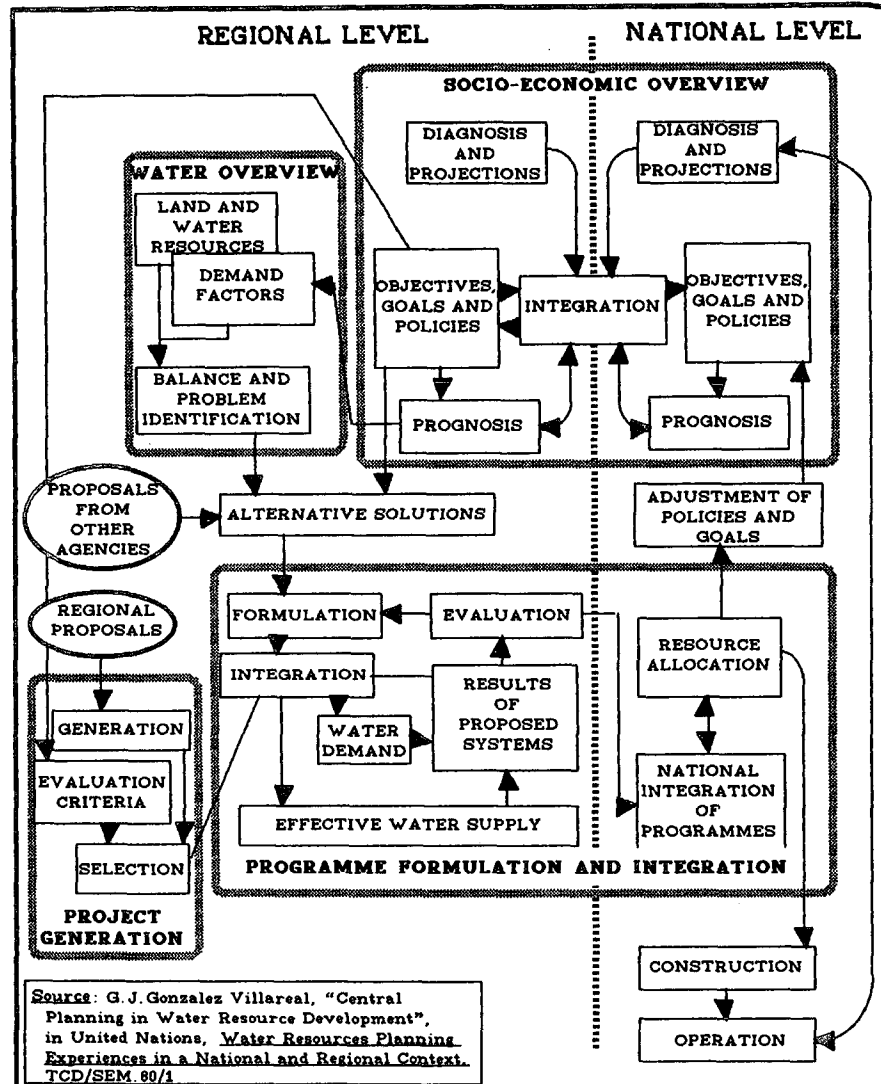 REGIONAL LEVEL
NATIONAL LEVEL
SOCIO-ECONOMIC OVERVIEW
DIAGNOSIS
AND
PROJECTIONS
DIAGNOSIS
AND
PROJECTIONS
WATER OVERVIEW
LAND AND
WATER
RESOURCES
DEMAND
FACTORS
OBJECTIVES,
GOALS AND
POLICIES
INTEGRATION
OBJECTIVES,
GOALS AND
POLICIES
BALANCE AND
PROBLEM
IDENTIFICATION
PROGNOSIS
PROGNOSIS
PROPOSALS
FROM
OTHER
AGENCIES
ALTERNATIVE SOLUTIONS
ADJUSTMENT OF
POLICIES AND
GOALS
REGIONAL
PROPOSALS
FORMULATION
EVALUATION
RESOURCE
ALLOCATION
INTEGRATION
RESULTS
OF
PROPOSED
SYSTEMS
WATER
DEMAND
GENERATION
EVALUATION
CRITERIA
SELECTION
NATIONAL
INTEGRATION
OF
PROGRAMMES
EFFECTIVE WATER SUPPLY
PROGRAMME FORMULATION AND INTEGRATION
PROJECT
GENERATION
CONSTRUCTION
OPERATION
Source: G.J.Gonzalez Villareal, "Central
Planning in Water Resource Development",
in United Nations, Water Resources Planning
Experiences in a National and Regional Context.
TCD/SEM.80/1